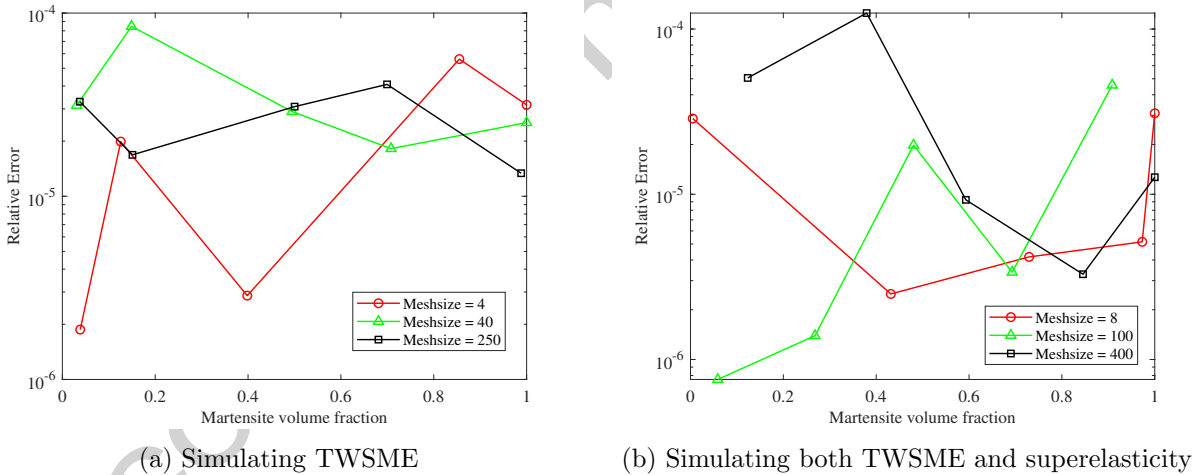 10^-4
10^-5
10^-6
Relative Error
0 0.2 0.4 0.6 0.8 1
Martensite volume fraction
Meshsize = 4
Meshsize = 40
Meshsize = 250
(a) Simulating TWSME
10^-4
10^-5
10^-6
Relative Error
0 0.2 0.4 0.6 0.8 1
Martensite volume fraction
Meshsize = 8
Meshsize = 100
Meshsize = 400
(b) Simulating both TWSME and superelasticity